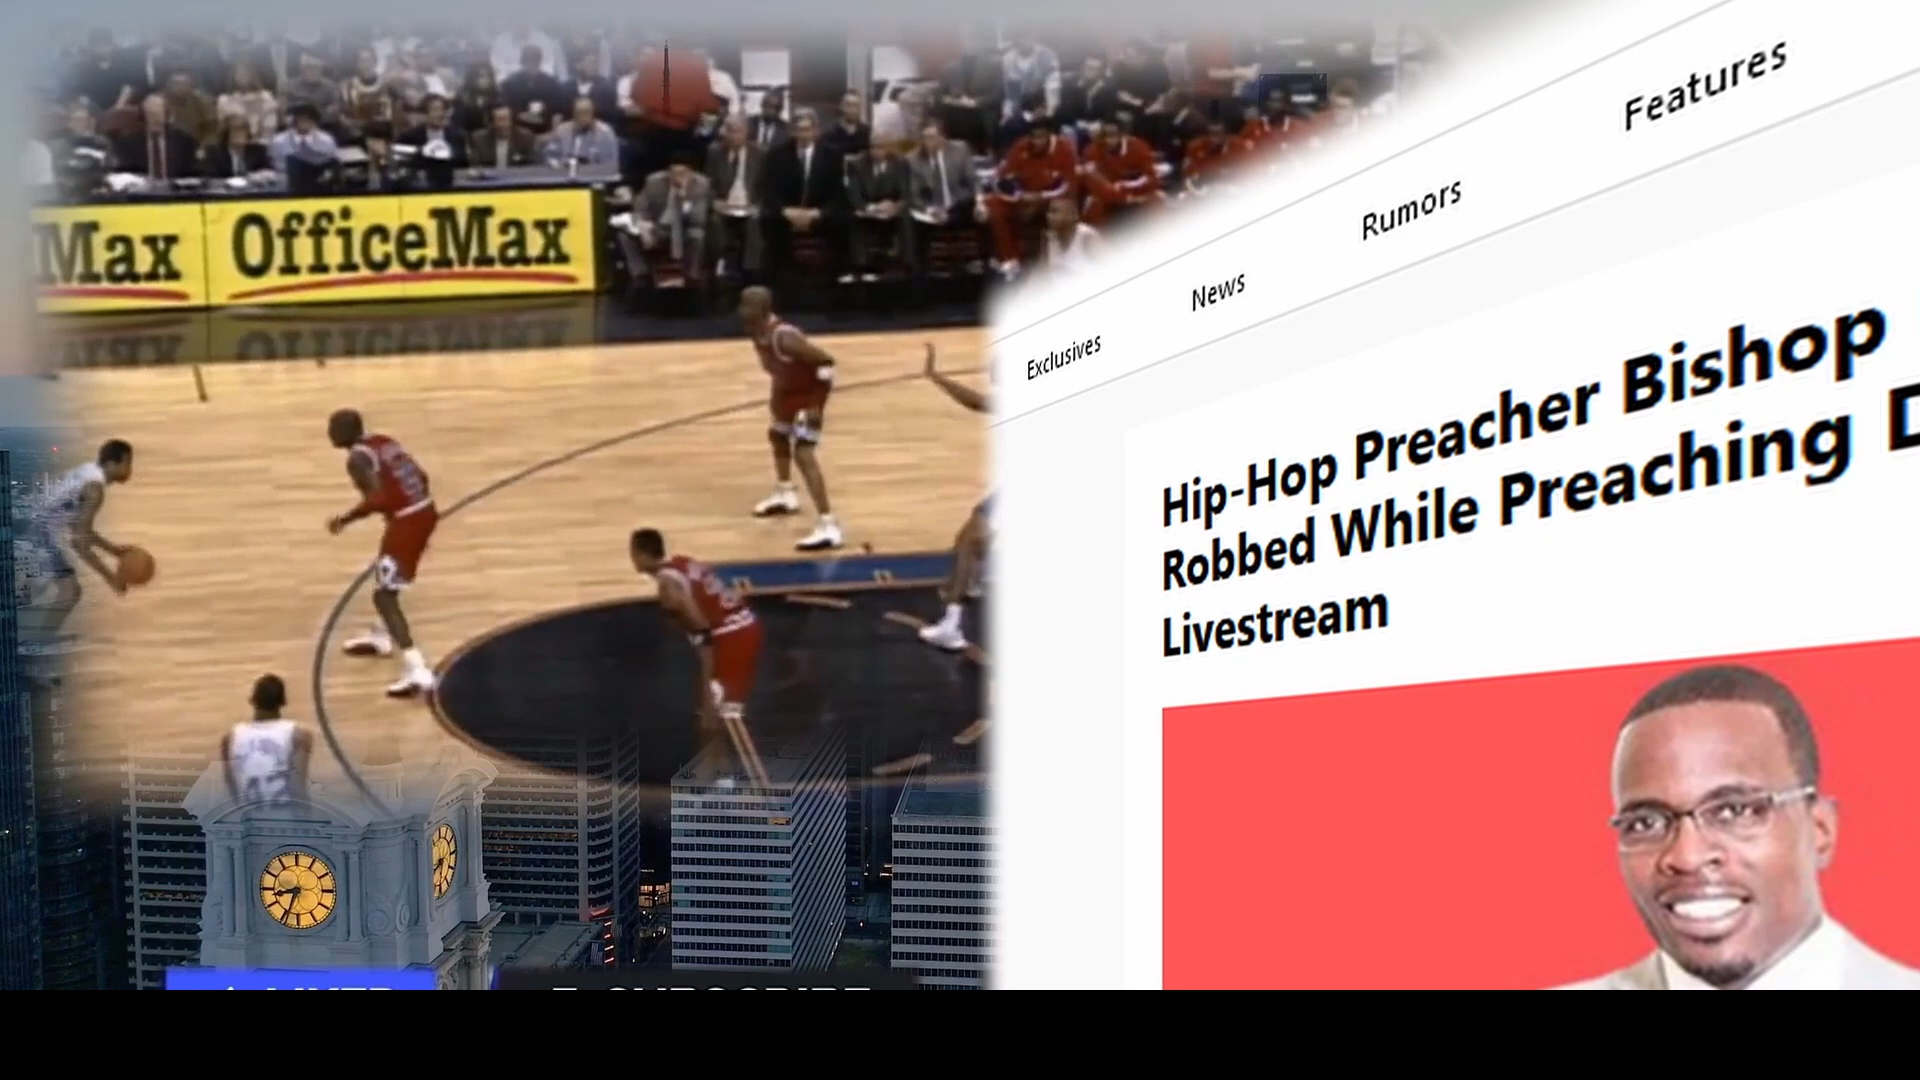 Max OfficeMax
Features
Rumors
News
Exclusives
Hip-Hop Preacher Bishop
Robbed While Preaching
Livestream